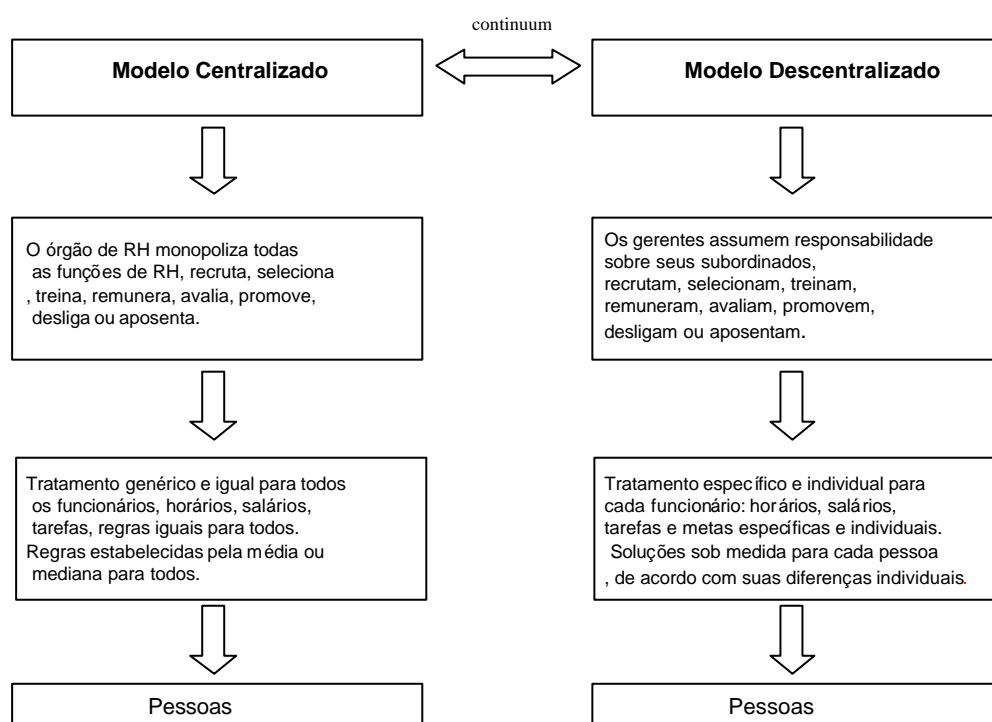 continuum
Modelo Centralizado
O órgão de RH monopoliza todas
as funções de RH, recruta, seleciona
, treina, remunera, avalia, promove,
desliga ou aposenta.
Tratamento genérico e igual para todos
os funcionários, horários, salários,
tarefas, regras iguais para todos.
Regras estabelecidas pela média ou
mediana para todos.
Pessoas
Modelo Descentralizado
Os gerentes assumem responsabilidade
sobre seus subordinados,
recrutam, selecionam, treinam,
remuneram, avaliam, promovem,
desligam ou aposentam.
Tratamento específico e individual para
cada funcionário: horários, salários,
tarefas e metas específicas e individuais.
Soluções sob medida para cada pessoa
, de acordo com suas diferenças individuais.
Pessoas